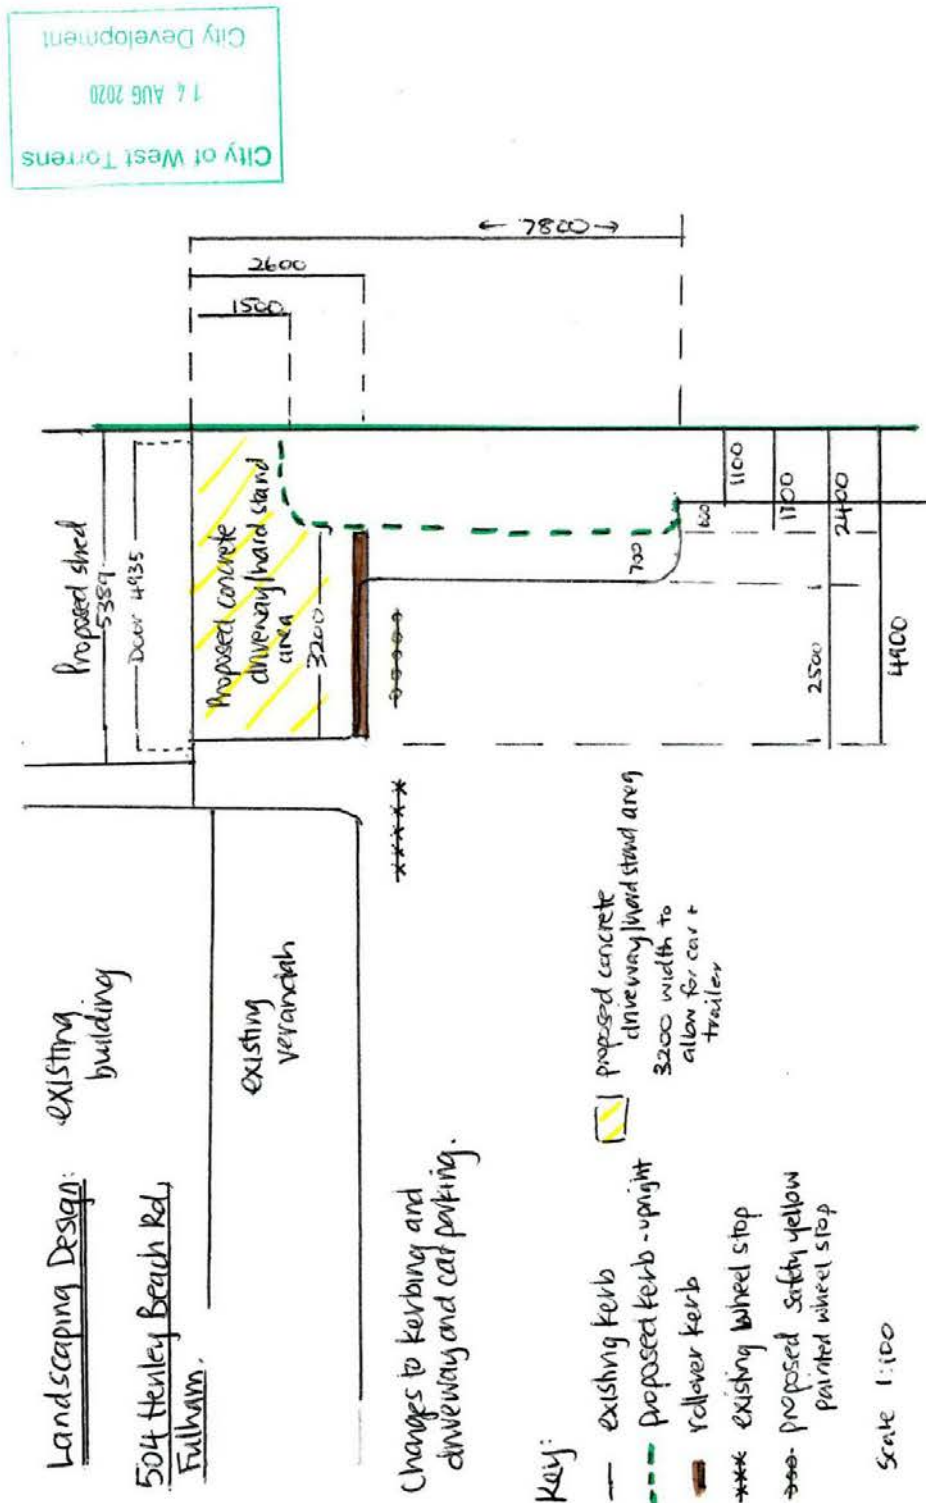 City of West Torrens
14 AUG 2020
City Development
Landscaping Design:
504 Henley Beach Rd,
Fulham.
existing
building
existing
verandah
Proposed shed
5389
Door 4935
Proposed concrete
driveway/hard stand
area
3200
1500
2600
← 7800 →
700
600
1100
1700
2400
2500
4900
Changes to kerbing and
driveway and car parking.
Key:
existing kerb
proposed kerb - upright
rollover kerb
existing wheel stop
proposed safety yellow
painted wheel stop
proposed concrete
driveway/hard stand area
3200 width to
allow for car +
trailer
Scale 1:100